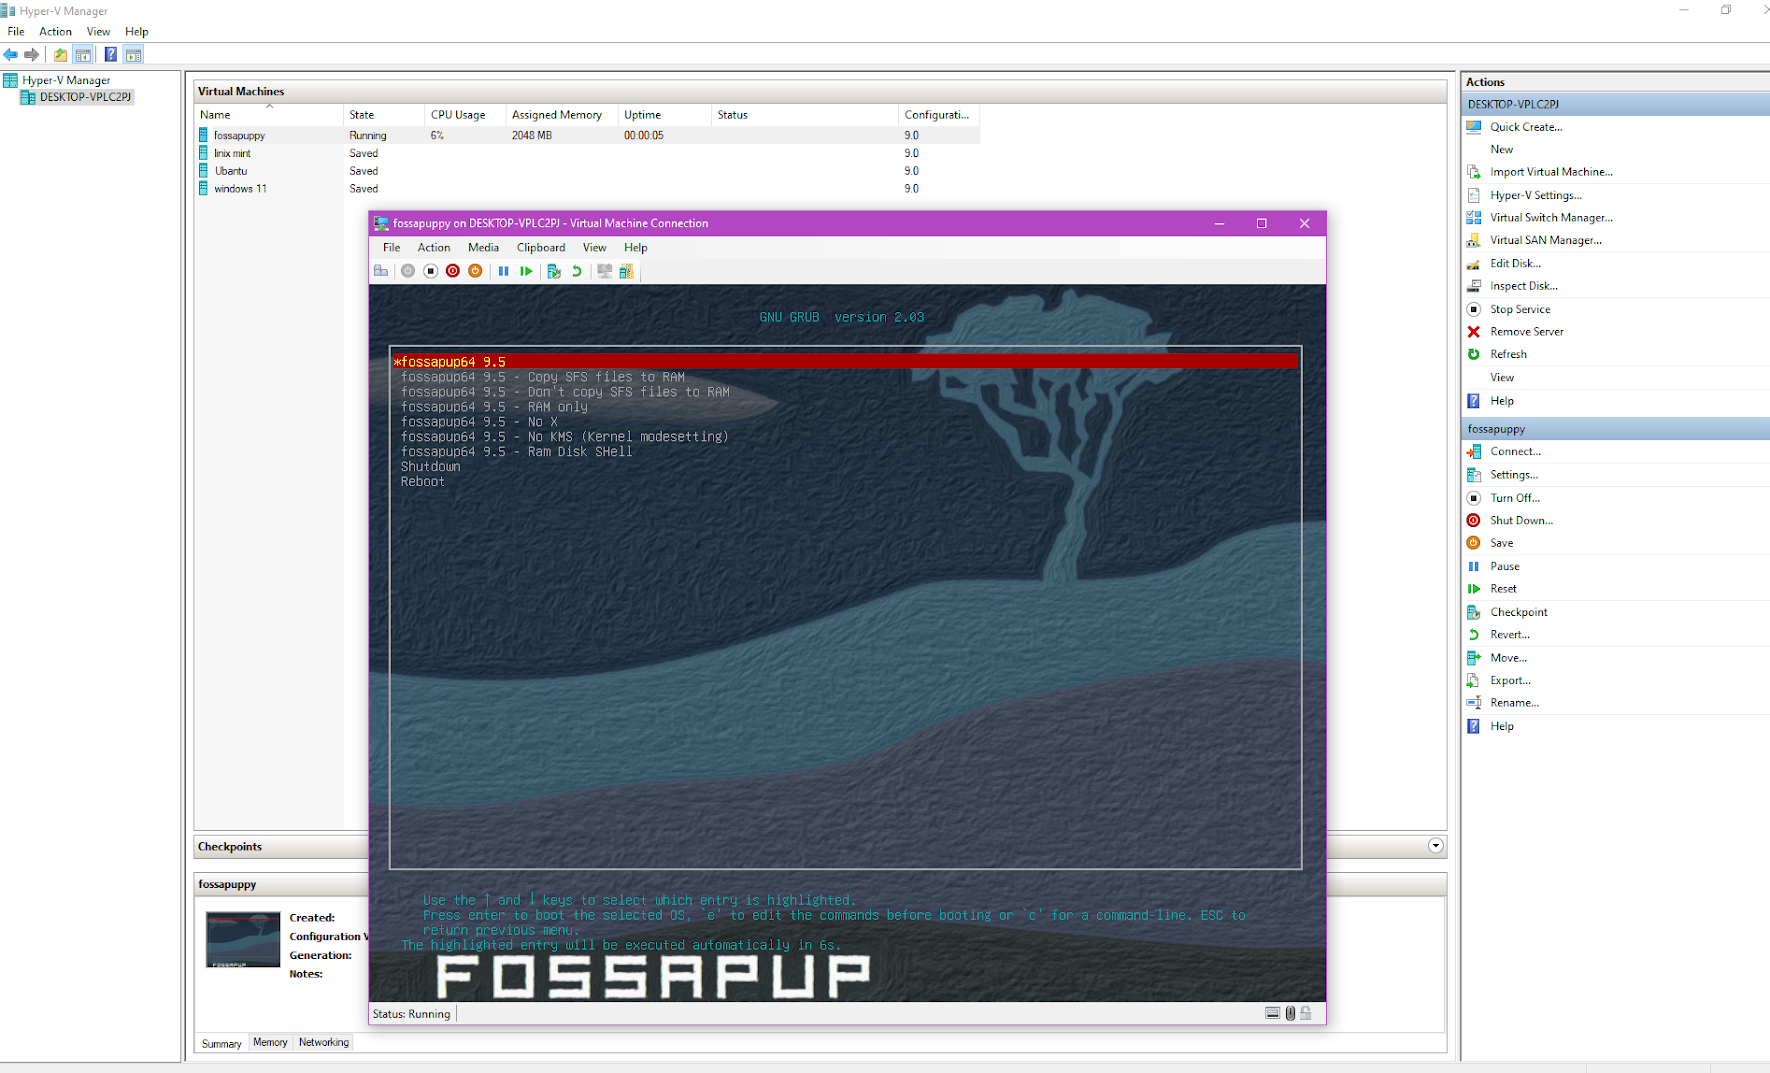 Hyper-V Manager
File Action View Help
Hyper-V Manager
DESKTOP-VPLC2PJ
Virtual Machines
Name State CPU Usage Assigned Memory Uptime Status Configurati...
fossapuppy Running 6% 2048 MB 00:00:05 9.0
linix mint Saved 9.0
Ubantu Saved 9.0
windows 11 Saved 9.0
fossapuppy on DESKTOP-VPLC2PJ - Virtual Machine Connection
File Action Media Clipboard View Help
GNU GRUB version 2.03
*fossapup64 9.5
fossapup64 9.5 - Copy SFS files to RAM
fossapup64 9.5 - Don't copy SFS files to RAM
fossapup64 9.5 - RAM only
fossapup64 9.5 - No X
fossapup64 9.5 - No KMS (Kernel modesetting)
fossapup64 9.5 - Ram Disk SHell
Shutdown
Reboot
Use the ↑ and ↓ keys to select which entry is highlighted.
Press enter to boot the selected OS, `e' to edit the commands before booting or `c' for a command-line. ESC to
return previous menu.
The highlighted entry will be executed automatically in 6s.
FOSSAPUP
Status: Running
Checkpoints
fossapuppy
FOSSAPUP
Created:
Configuration V
Generation:
Notes:
Summary Memory Networking
Actions
DESKTOP-VPLC2PJ
Quick Create...
New
Import Virtual Machine...
Hyper-V Settings...
Virtual Switch Manager...
Virtual SAN Manager...
Edit Disk...
Inspect Disk...
Stop Service
Remove Server
Refresh
View
Help
fossapuppy
Connect...
Settings...
Turn Off...
Shut Down...
Save
Pause
Reset
Checkpoint
Revert...
Move...
Export...
Rename...
Help